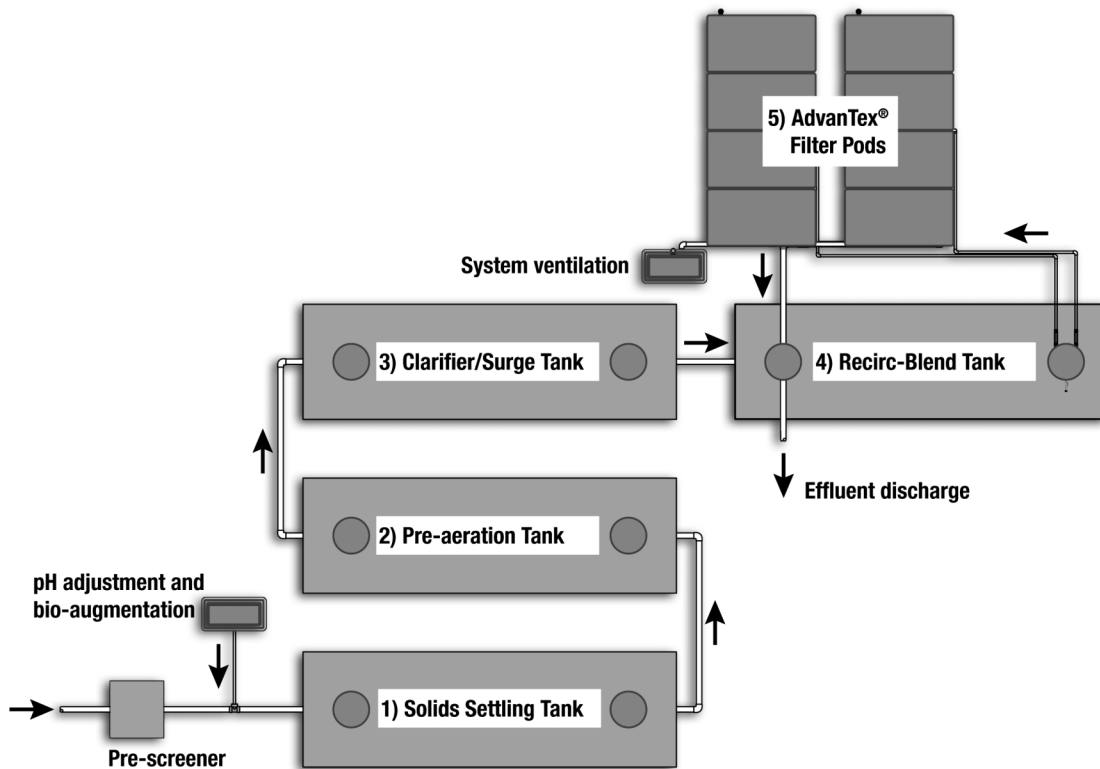 5) AdvanTex®
Filter Pods
System ventilation
3) Clarifier/Surge Tank
4) Recirc-Blend Tank
Effluent discharge
2) Pre-aeration Tank
pH adjustment and
bio-augmentation
1) Solids Settling Tank
Pre-screener